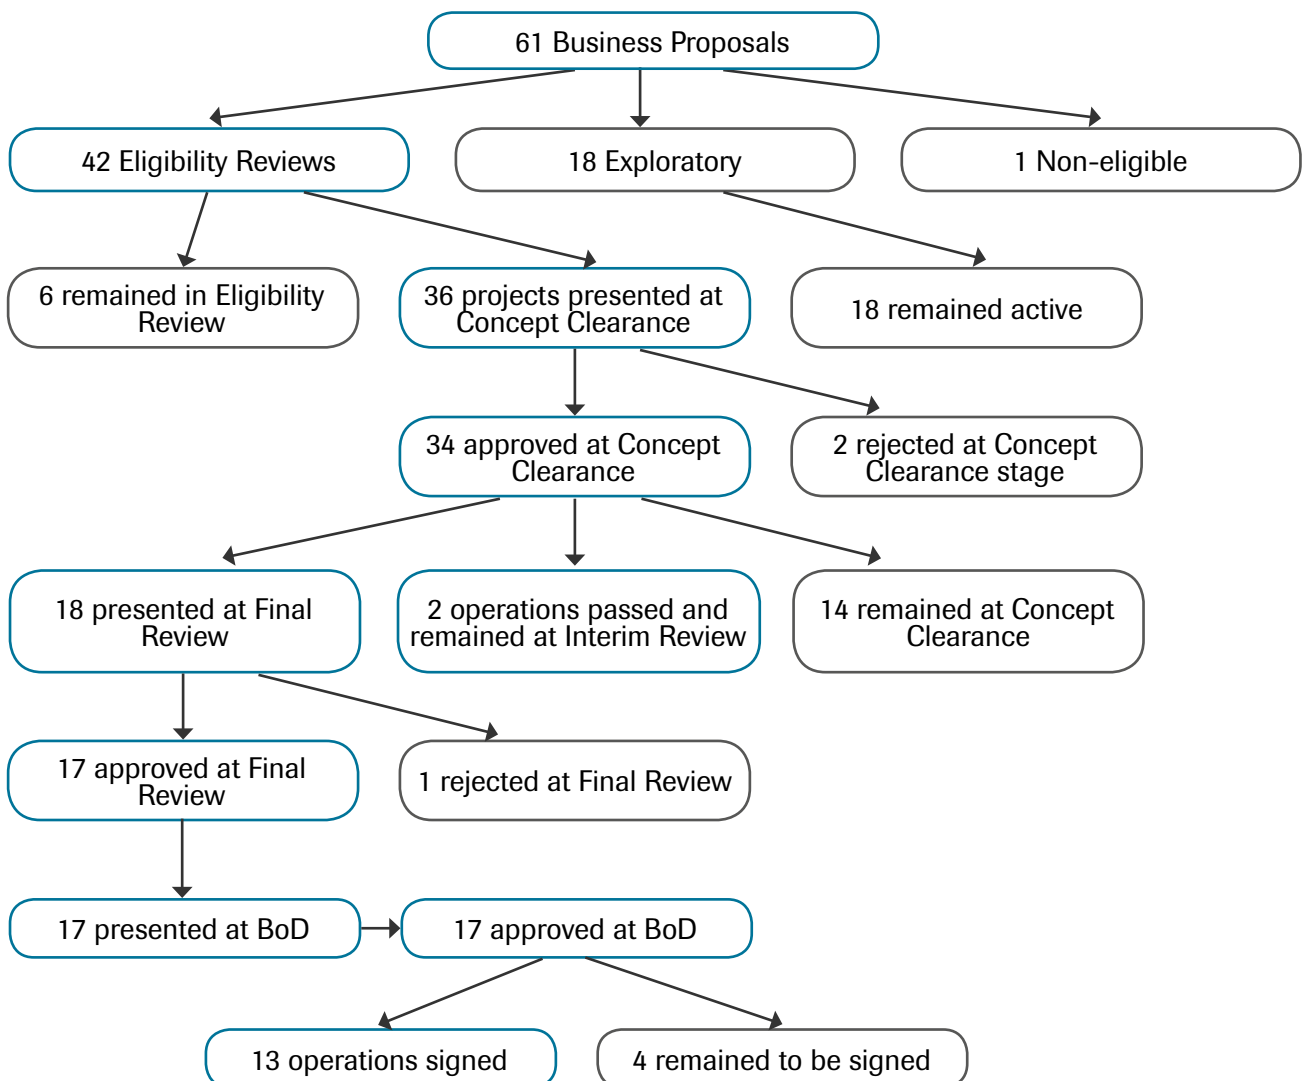 61 Business Proposals
42 Eligibility Reviews
18 Exploratory
1 Non-eligible
6 remained in Eligibility
Review
36 projects presented at
Concept Clearance
18 remained active
34 approved at Concept
Clearance
2 rejected at Concept
Clearance stage
18 presented at Final
Review
2 operations passed and
remained at Interim Review
14 remained at Concept
Clearance
17 approved at Final
Review
1 rejected at Final Review
17 presented at BoD
17 approved at BoD
13 operations signed
4 remained to be signed